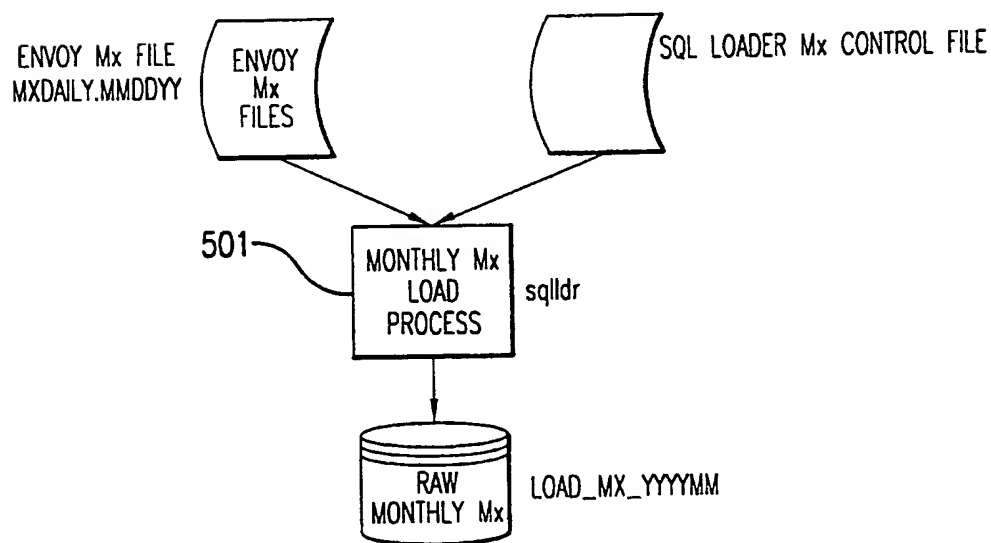 ENVOY Mx FILE
MXDAILY.MMDDYY
ENVOY
Mx
FILES
SQL LOADER Mx CONTROL FILE
501
MONTHLY Mx
LOAD
PROCESS
sqlldr
RAW
MONTHLY Mx
LOAD_MX_YYYYMM